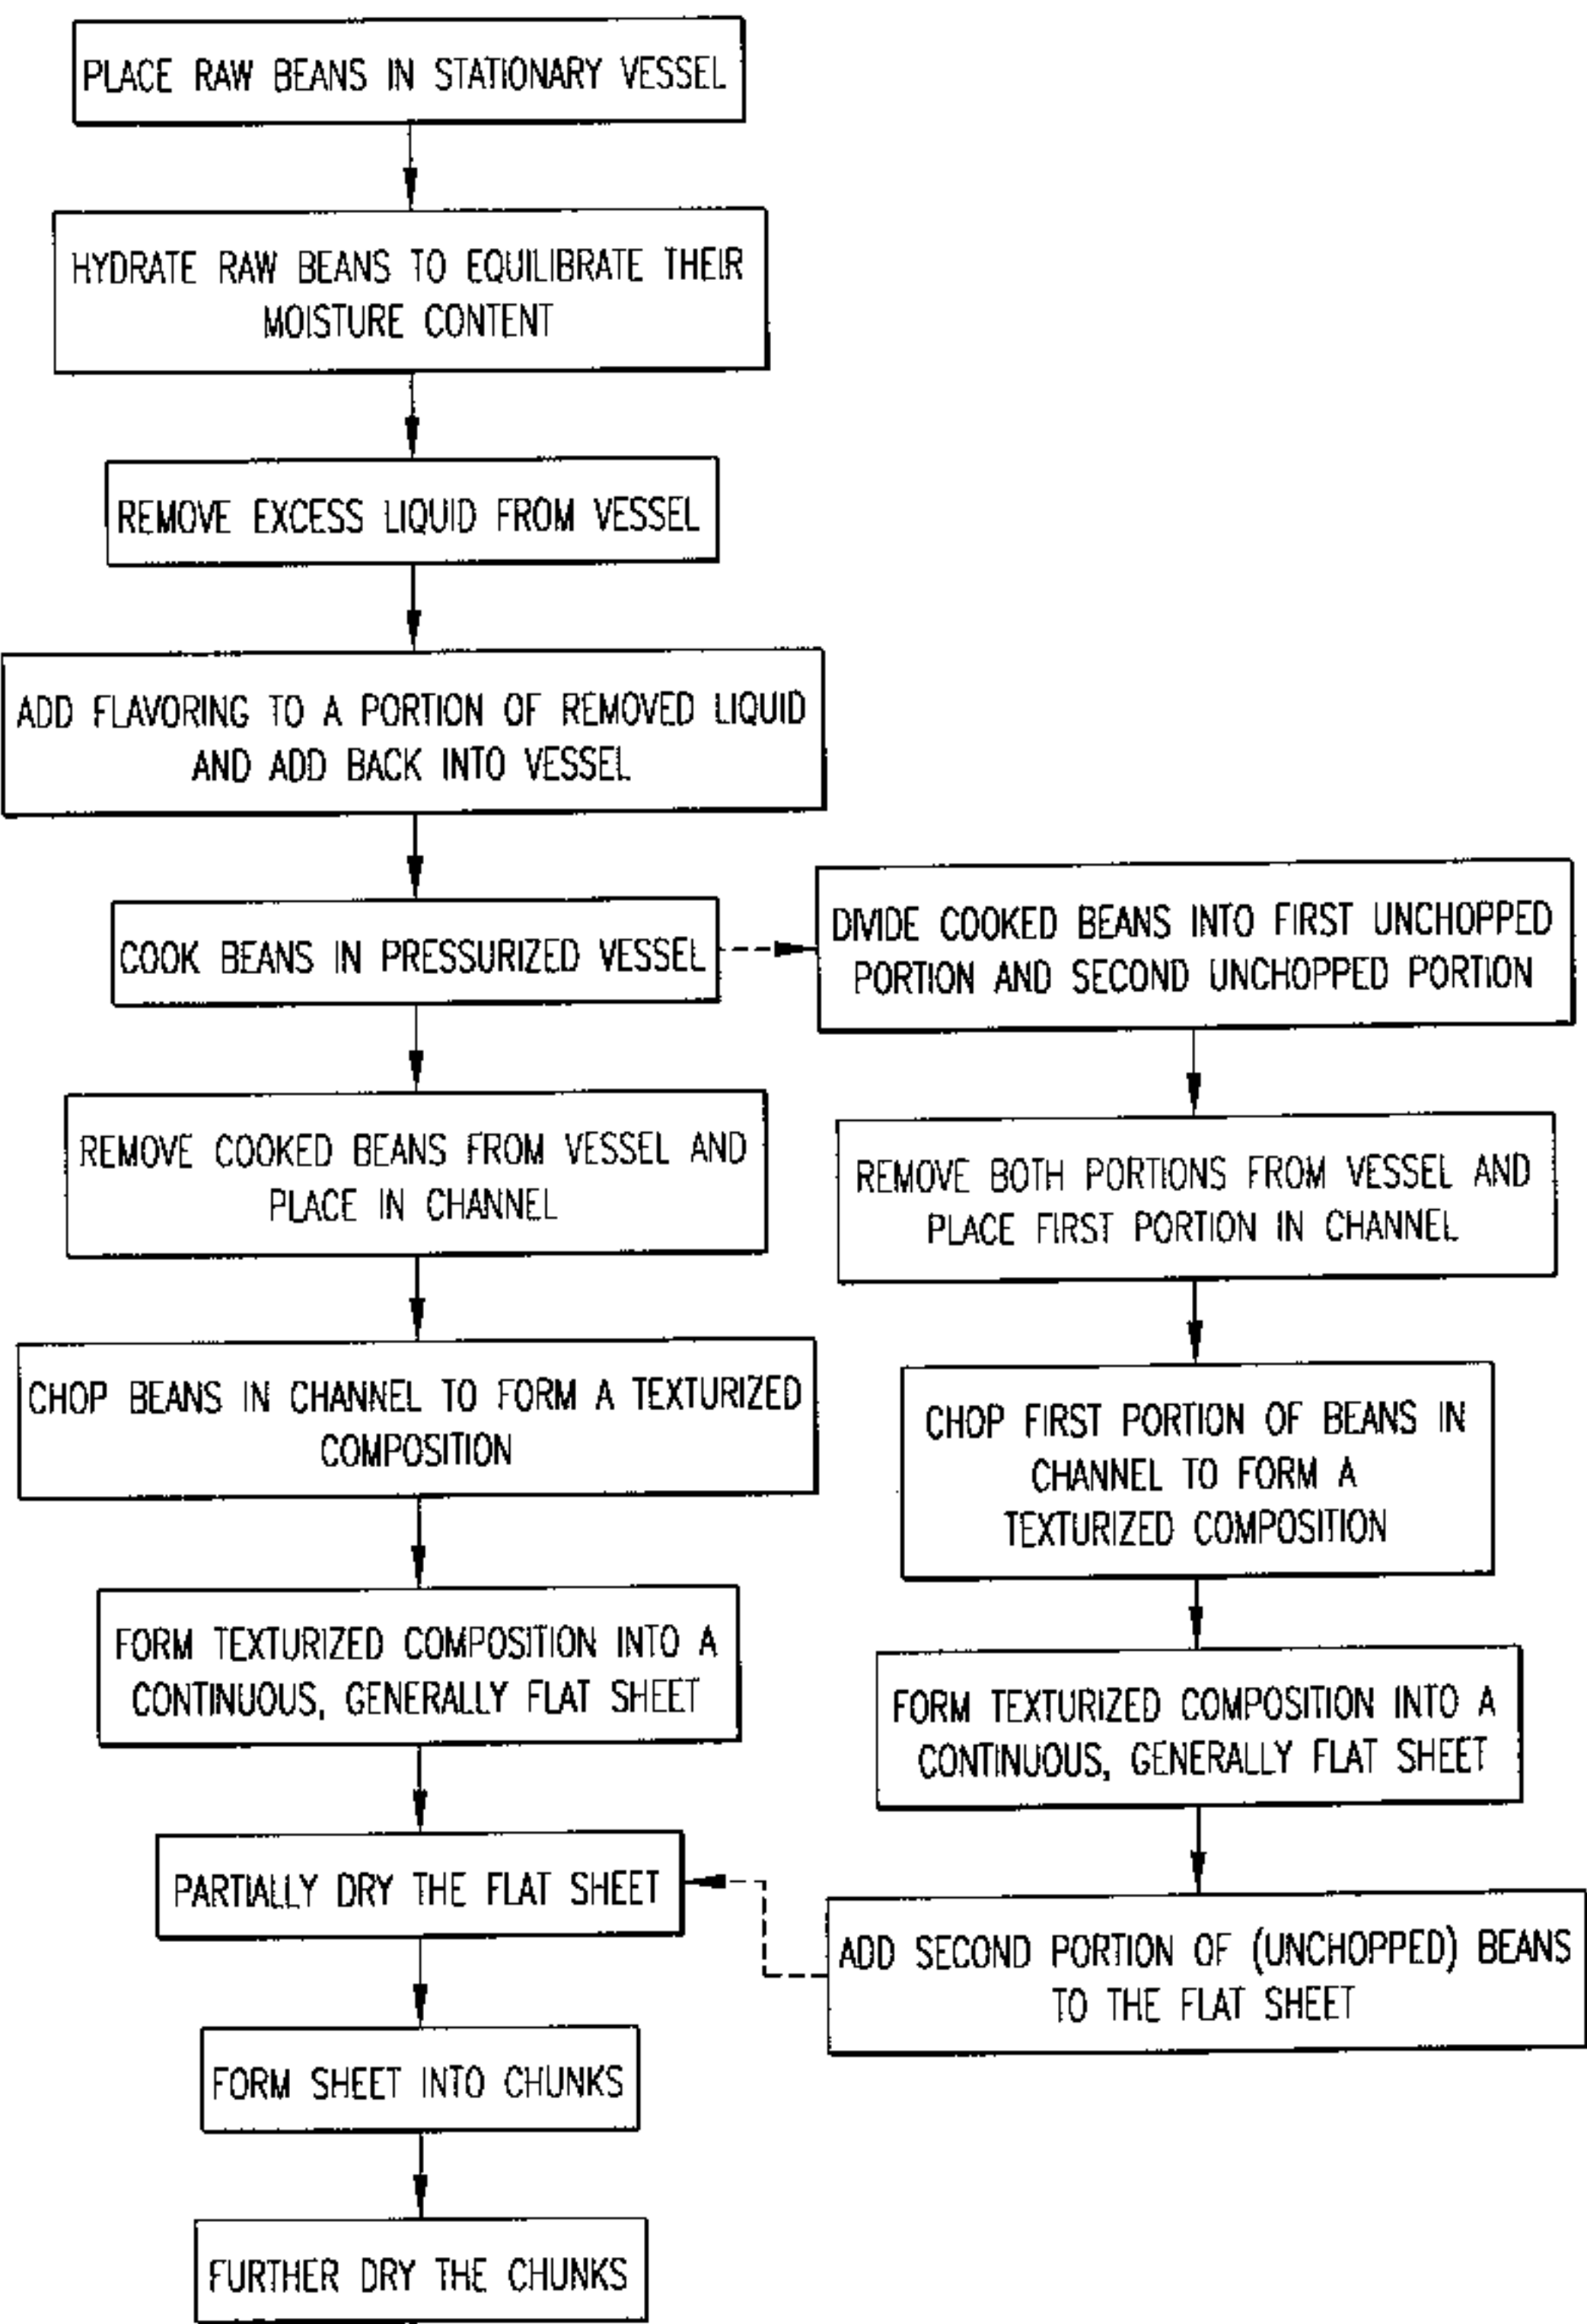 PLACE RAW BEANS IN STATIONARY VESSEL
HYDRATE RAW BEANS TO EQUILIBRATE THEIR
MOISTURE CONTENT
REMOVE EXCESS LIQUID FROM VESSEL
ADD FLAVORING TO A PORTION OF REMOVED LIQUID
AND ADD BACK INTO VESSEL
COOK BEANS IN PRESSURIZED VESSEL
REMOVE COOKED BEANS FROM VESSEL AND
PLACE IN CHANNEL
CHOP BEANS IN CHANNEL TO FORM A TEXTURIZED
COMPOSITION
FORM TEXTURIZED COMPOSITION INTO A
CONTINUOUS, GENERALLY FLAT SHEET
PARTIALLY DRY THE FLAT SHEET
FORM SHEET INTO CHUNKS
FURTHER DRY THE CHUNKS
DIVIDE COOKED BEANS INTO FIRST UNCHOPPED
PORTION AND SECOND UNCHOPPED PORTION
REMOVE BOTH PORTIONS FROM VESSEL AND
PLACE FIRST PORTION IN CHANNEL
CHOP FIRST PORTION OF BEANS IN
CHANNEL TO FORM A
TEXTURIZED COMPOSITION
FORM TEXTURIZED COMPOSITION INTO A
CONTINUOUS, GENERALLY FLAT SHEET
ADD SECOND PORTION OF (UNCHOPPED) BEANS
TO THE FLAT SHEET